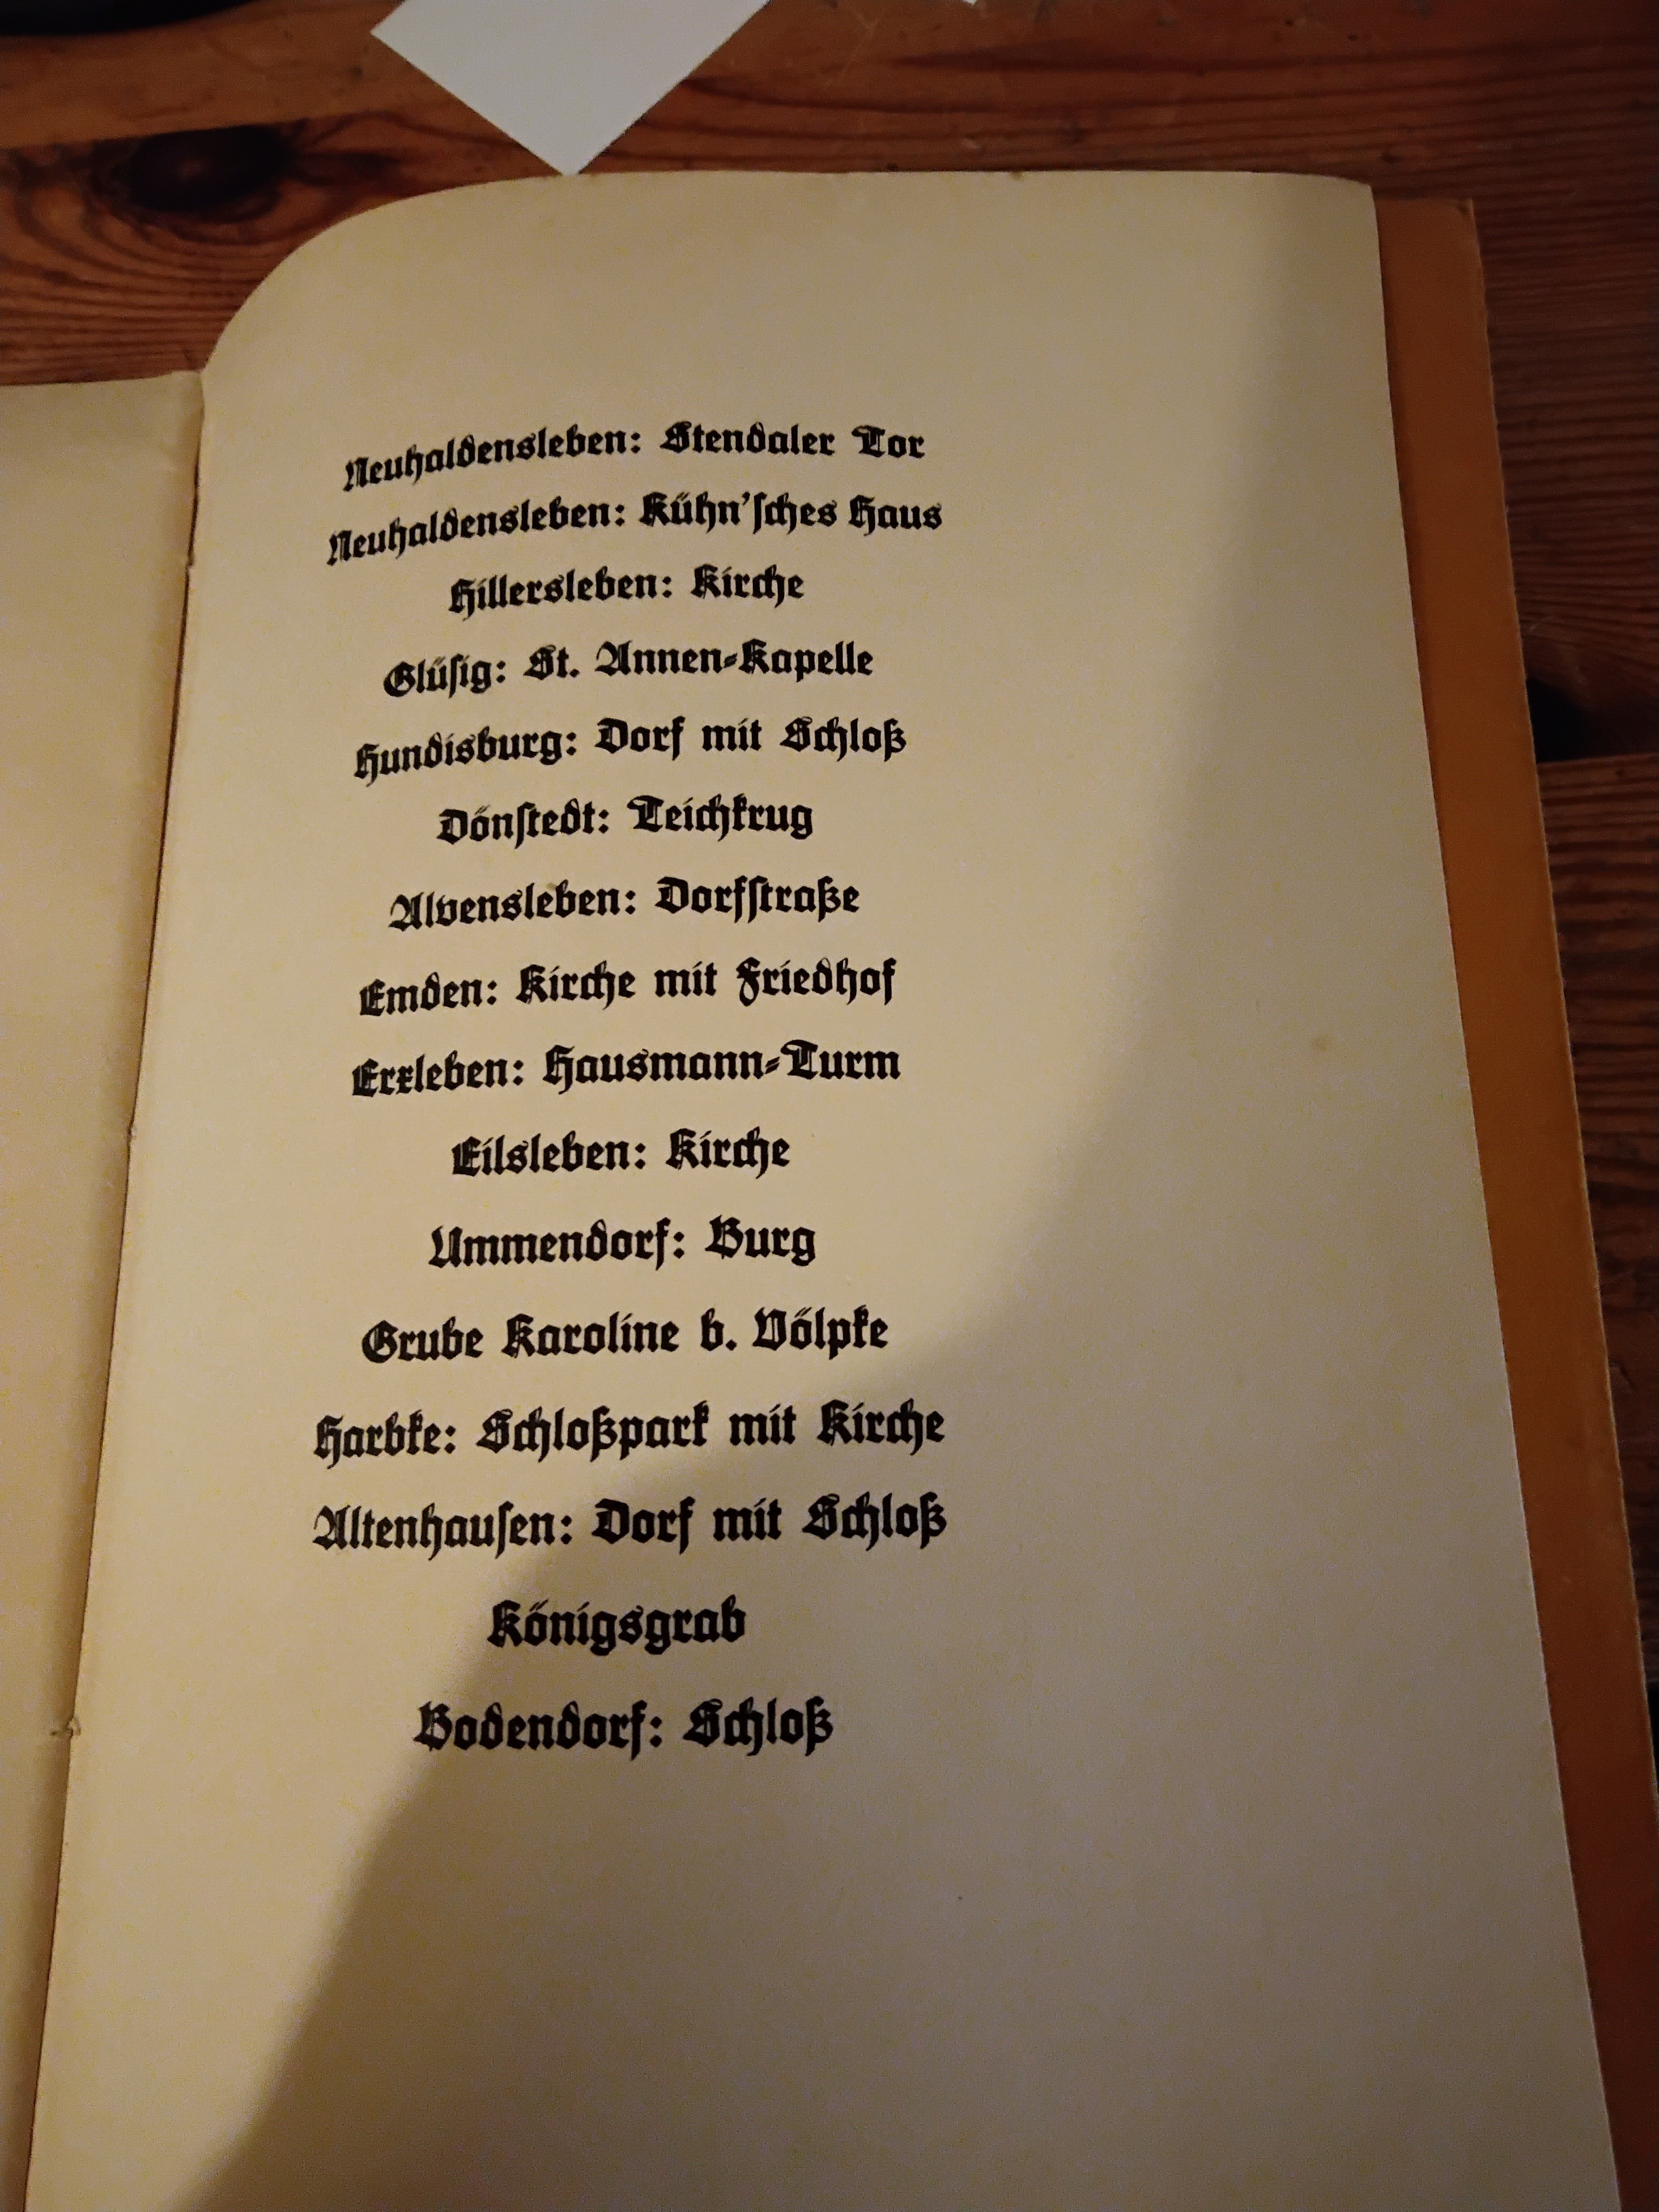 Neuhaldensleben: Stendaler Tor
Neuhaldensleben: Kühn'ſches Haus
Hillersleben: Kirche
Glüſig: St. Annen-Kapelle
Hundisburg: Dorf mit Schloß
Dönſtedt: Teichkrug
Alvensleben: Dorfſtraße
Emden: Kirche mit Friedhof
Erxleben: Hausmann-Turm
Eilsleben: Kirche
Ummendorf: Burg
Grube Karoline b. Völpke
Harbke: Schloßpark mit Kirche
Altenhauſen: Dorf mit Schloß
Königsgrab
Bodendorf: Schloß